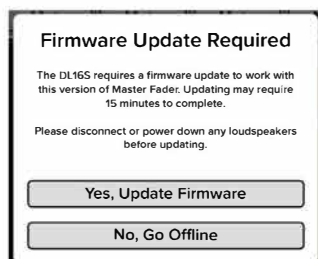 Firmware Update Required
The DL16S requires a firmware update to work with
this version of Master Fader. Updating may require
15 minutes to complete.
Please disconnect or power down any loudspeakers
before updating.
Yes, Update Firmware
No, Go Offline